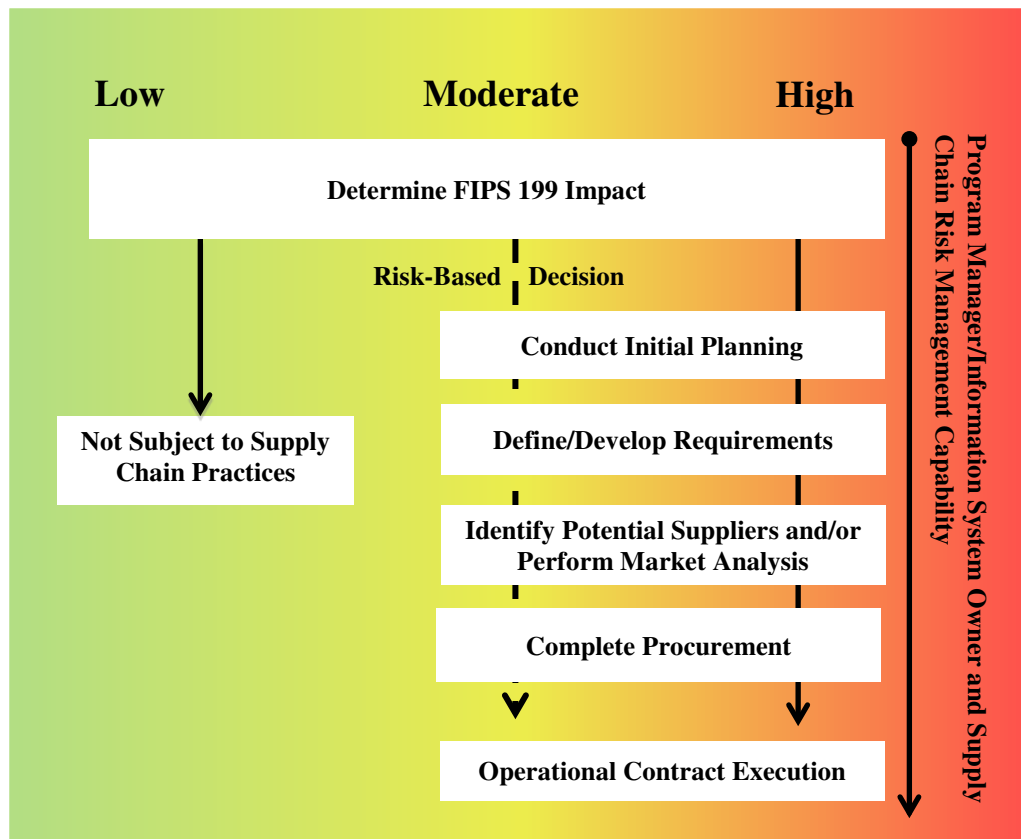 Low
Moderate
High
Determine FIPS 199 Impact
Risk-Based
Decision
Conduct Initial Planning
Not Subject to Supply
Chain Practices
Define/Develop Requirements
Identify Potential Suppliers and/or
Perform Market Analysis
Complete Procurement
Operational Contract Execution
Program Manager/Information System Owner and Supply
Chain Risk Management Capability